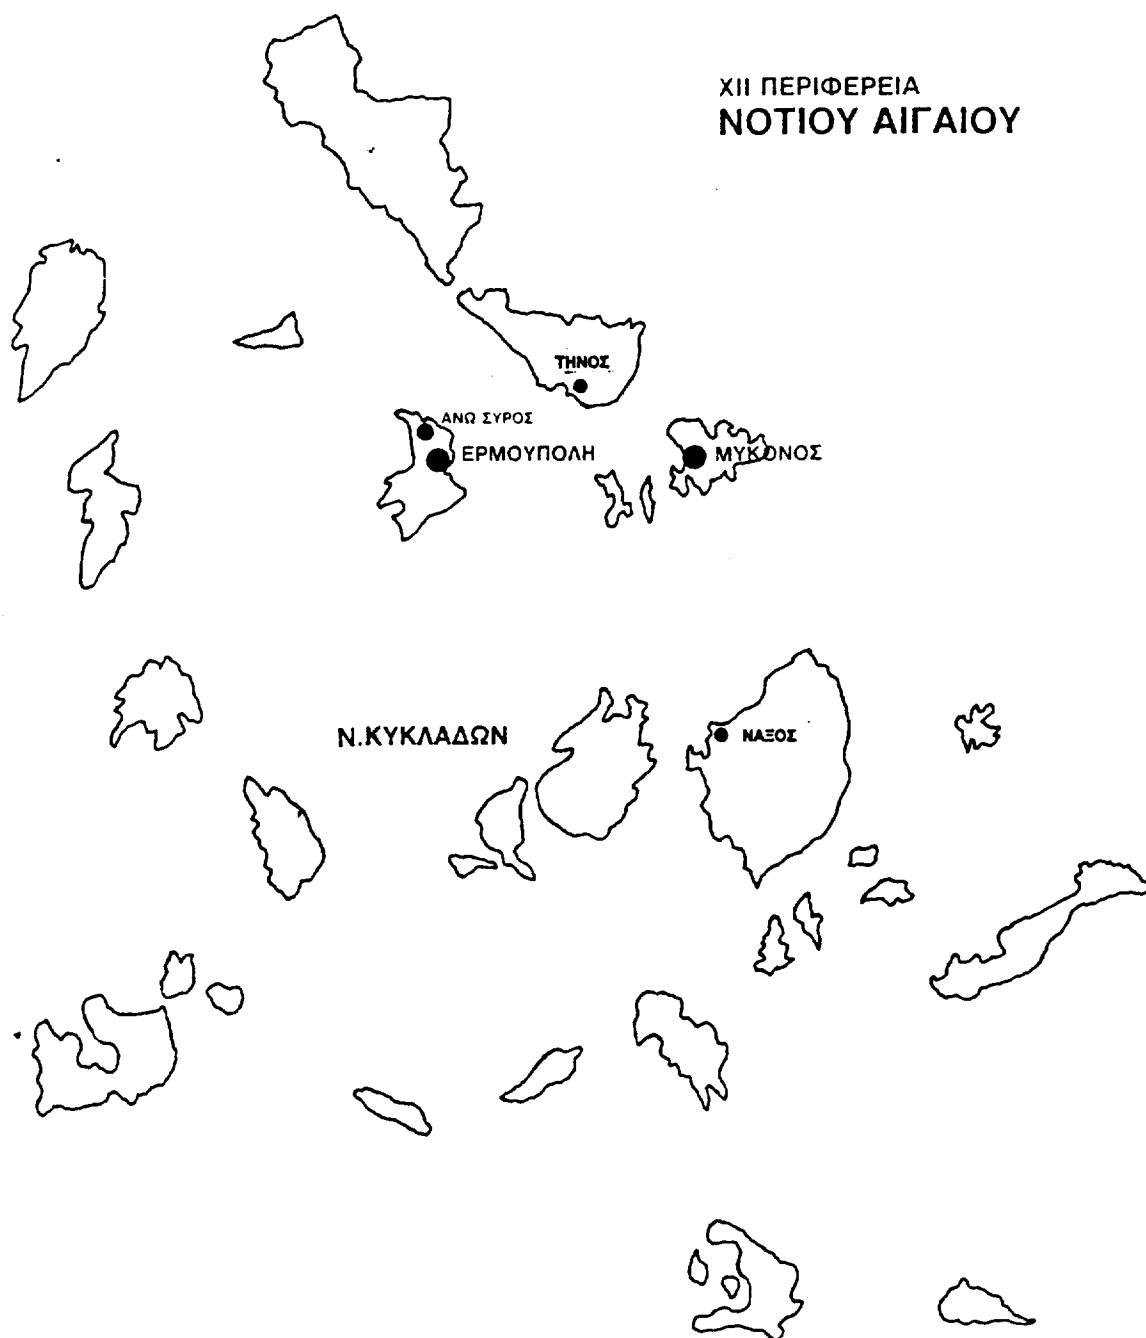 XII ΠΕΡΙΦΕΡΕΙΑ
ΝΟΤΙΟΥ ΑΙΓΑΙΟΥ
ΤΗΝΟΣ
ΑΝΩ ΣΥΡΟΣ
ΕΡΜΟΥΠΟΛΗ
ΜΥΚΟΝΟΣ
Ν.ΚΥΚΛΑΔΩΝ
ΝΑΞΟΣ